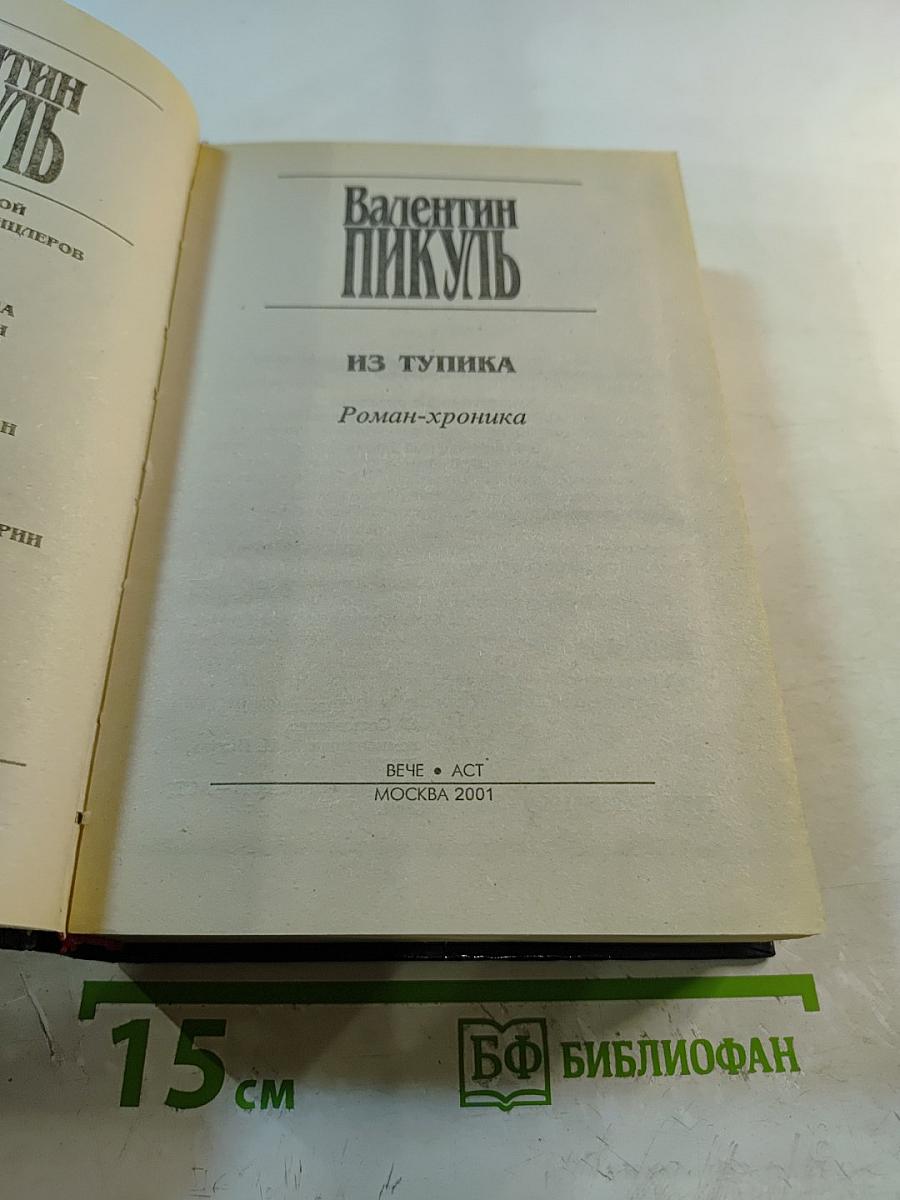 Валентин
ПИКУЛЬ
ИЗ ТУПИКА
Роман-хроника
ВЕЧЕ • АСТ
МОСКВА 2001
15 см
БФ БИБЛИОФАН